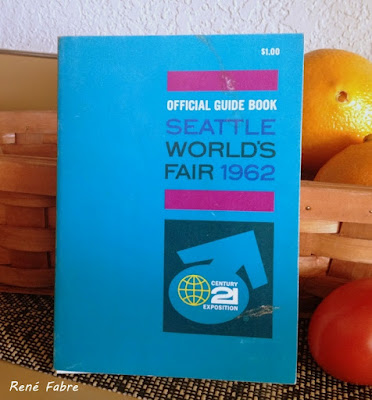 $1.00
OFFICIAL GUIDE BOOK
SEATTLE
WORLD'S
FAIR 1962
CENTURY
21
EXPOSITION
René Fabre